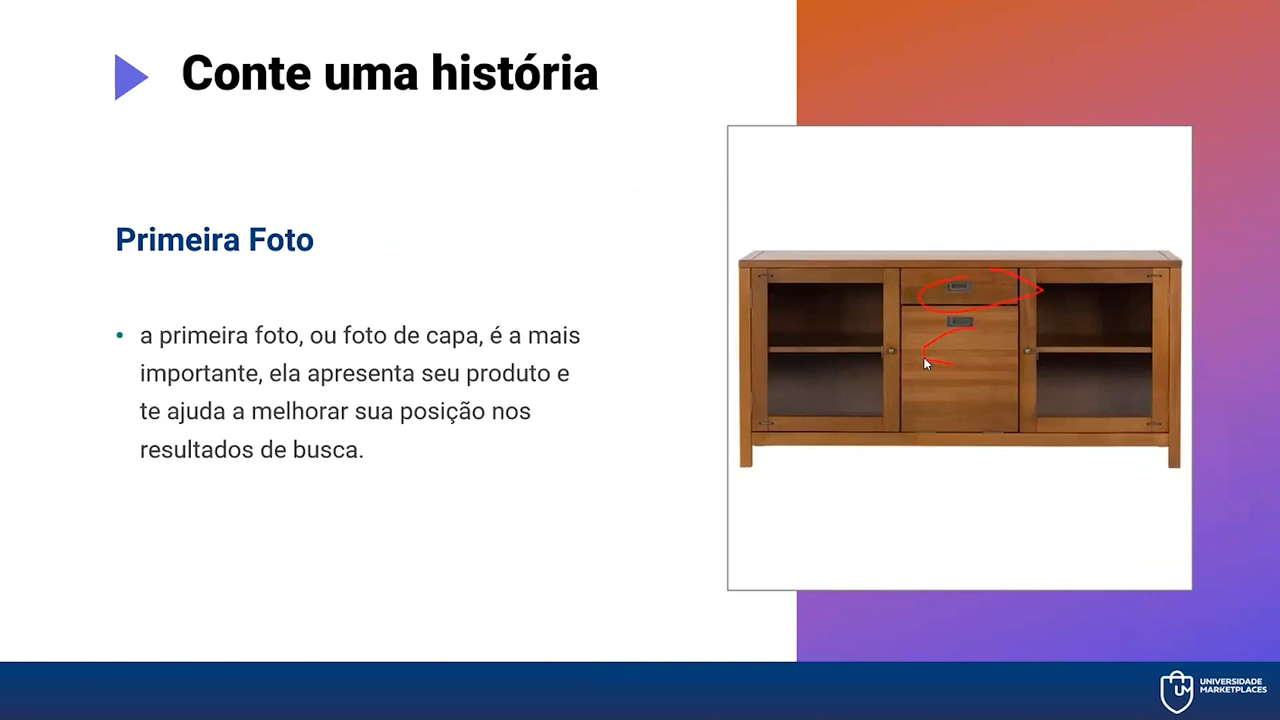 Conte uma história
Primeira Foto
• a primeira foto, ou foto de capa, é a mais
importante, ela apresenta seu produto e
te ajuda a melhorar sua posição nos
resultados de busca.
UM
UNIVERSIDADE
MARKETPLACES